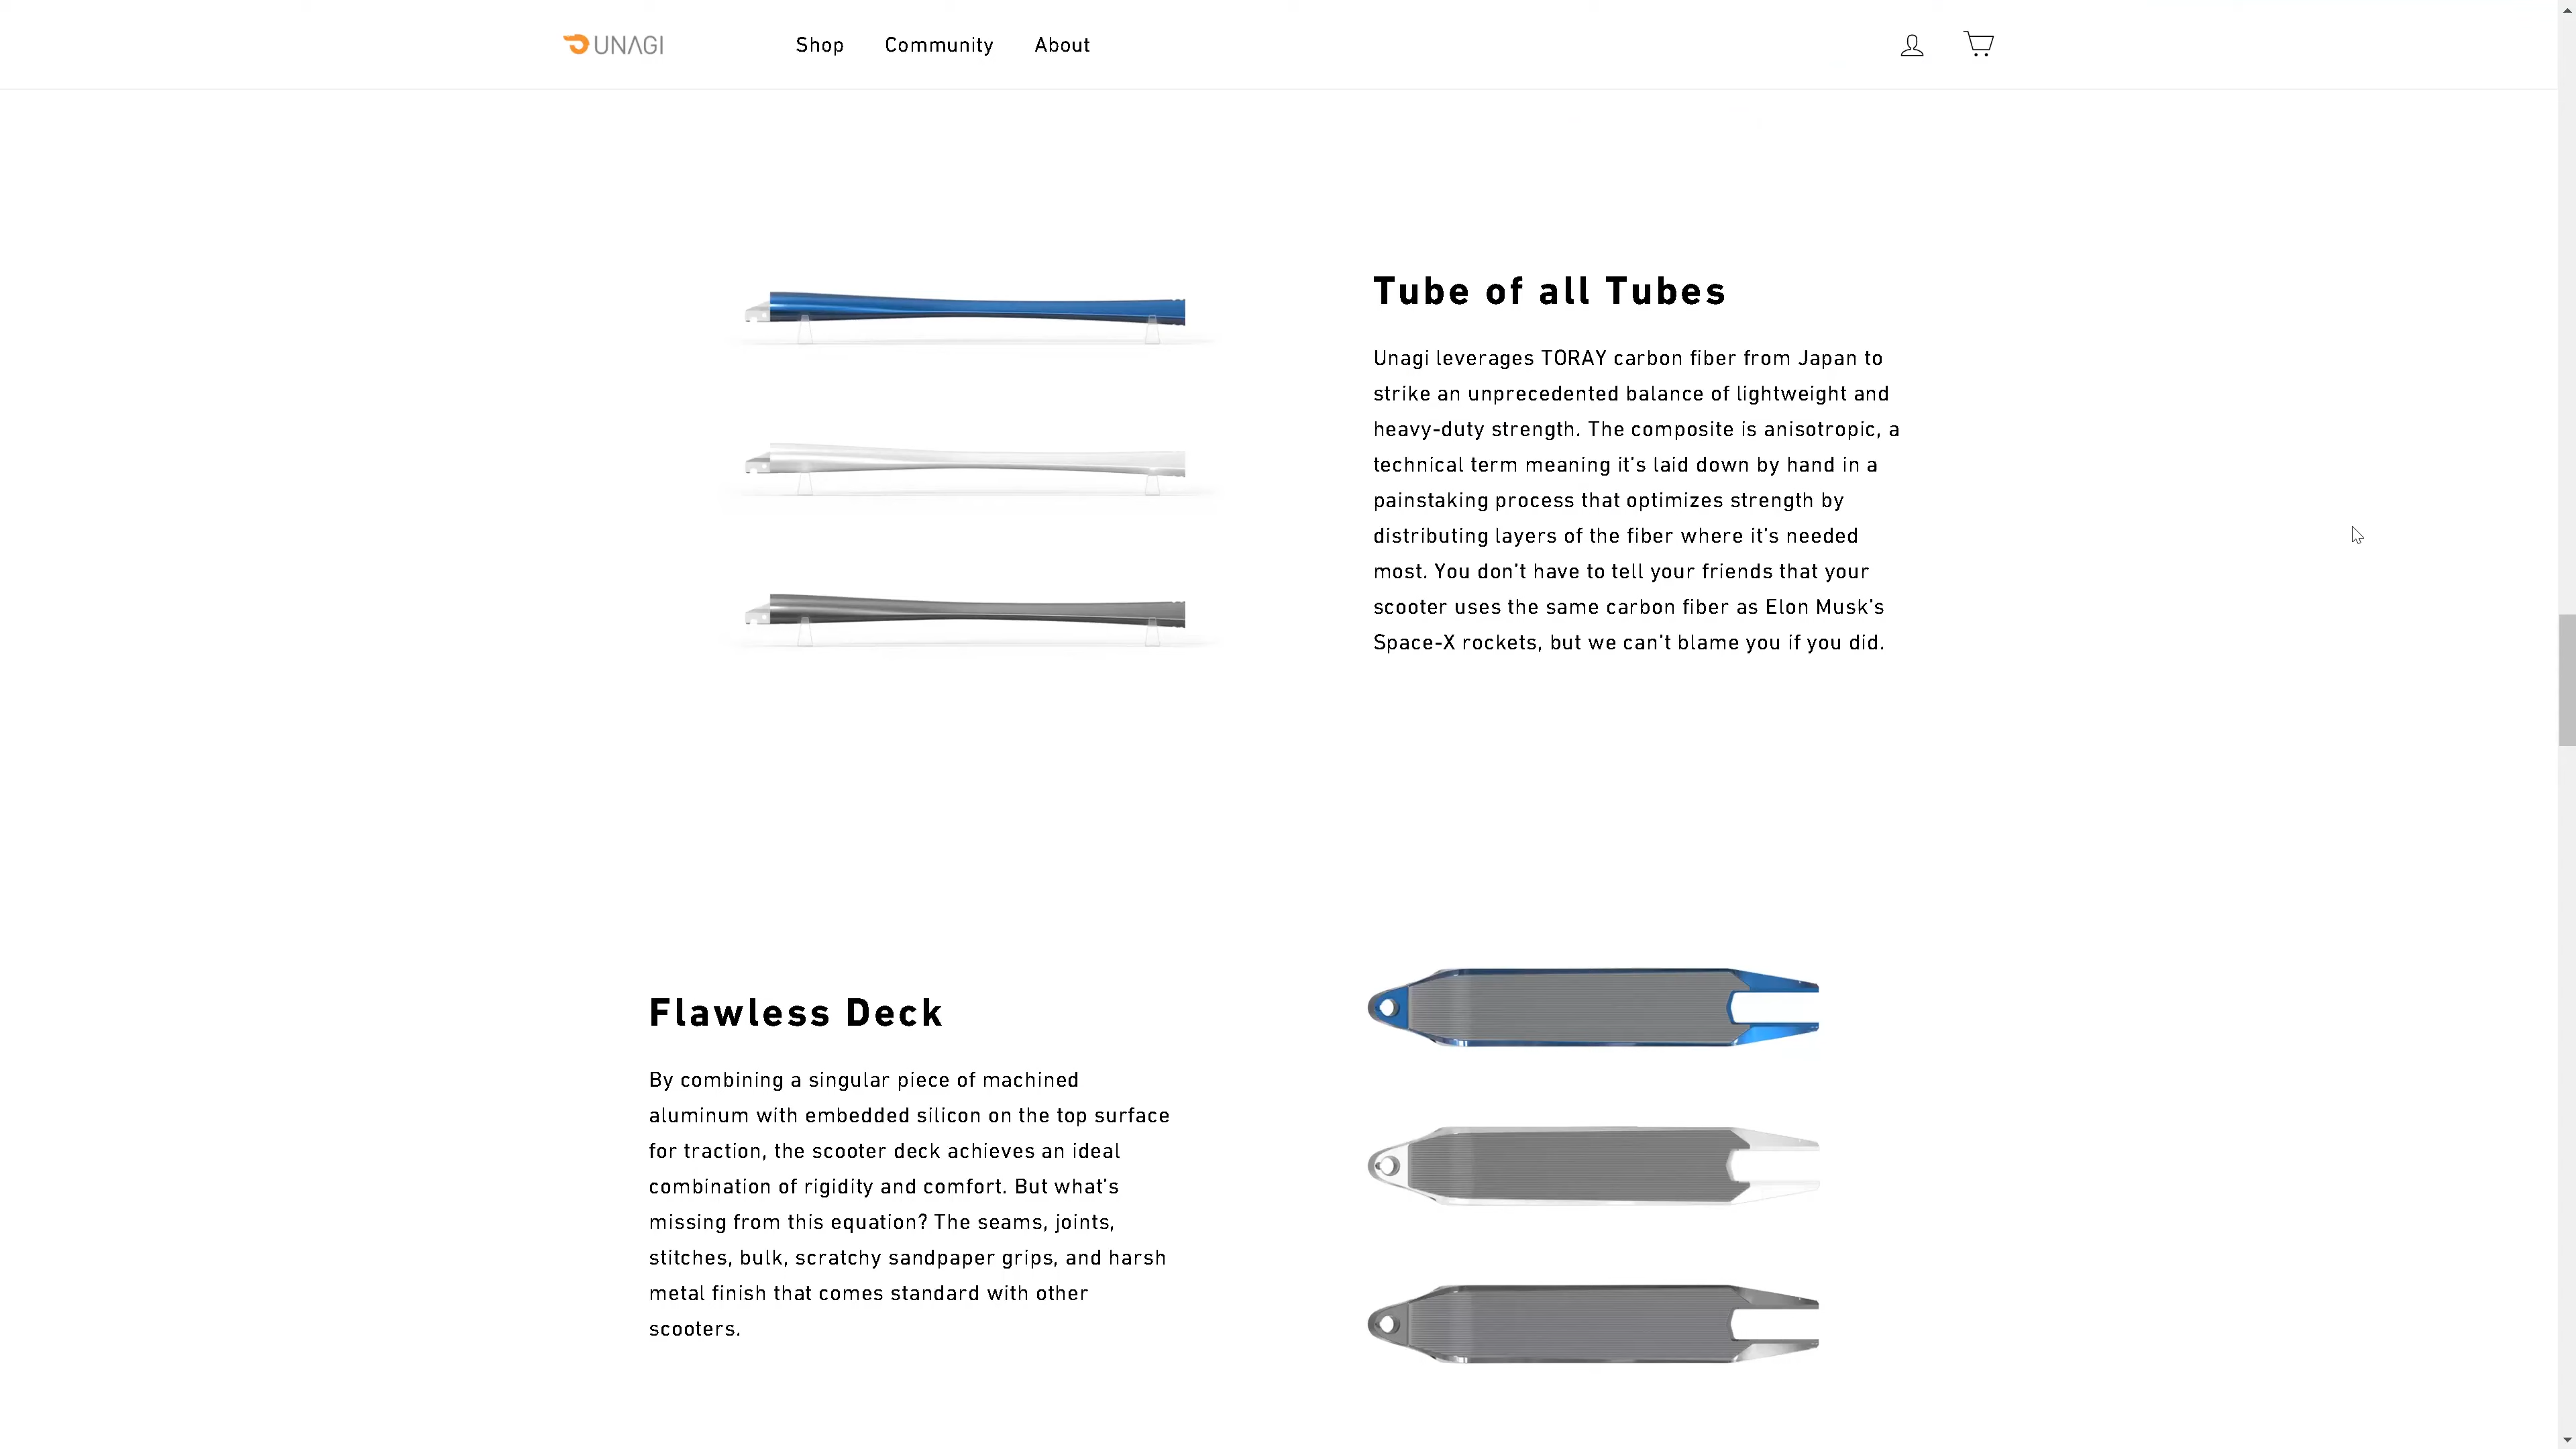 UNAGI
Shop Community About
Tube of all Tubes
Unagi leverages TORAY carbon fiber from Japan to
strike an unprecedented balance of lightweight and
heavy-duty strength. The composite is anisotropic, a
technical term meaning it's laid down by hand in a
painstaking process that optimizes strength by
distributing layers of the fiber where it's needed
most. You don't have to tell your friends that your
scooter uses the same carbon fiber as Elon Musk's
Space-X rockets, but we can't blame you if you did.
Flawless Deck
By combining a singular piece of machined
aluminum with embedded silicon on the top surface
for traction, the scooter deck achieves an ideal
combination of rigidity and comfort. But what's
missing from this equation? The seams, joints,
stitches, bulk, scratchy sandpaper grips, and harsh
metal finish that comes standard with other
scooters.